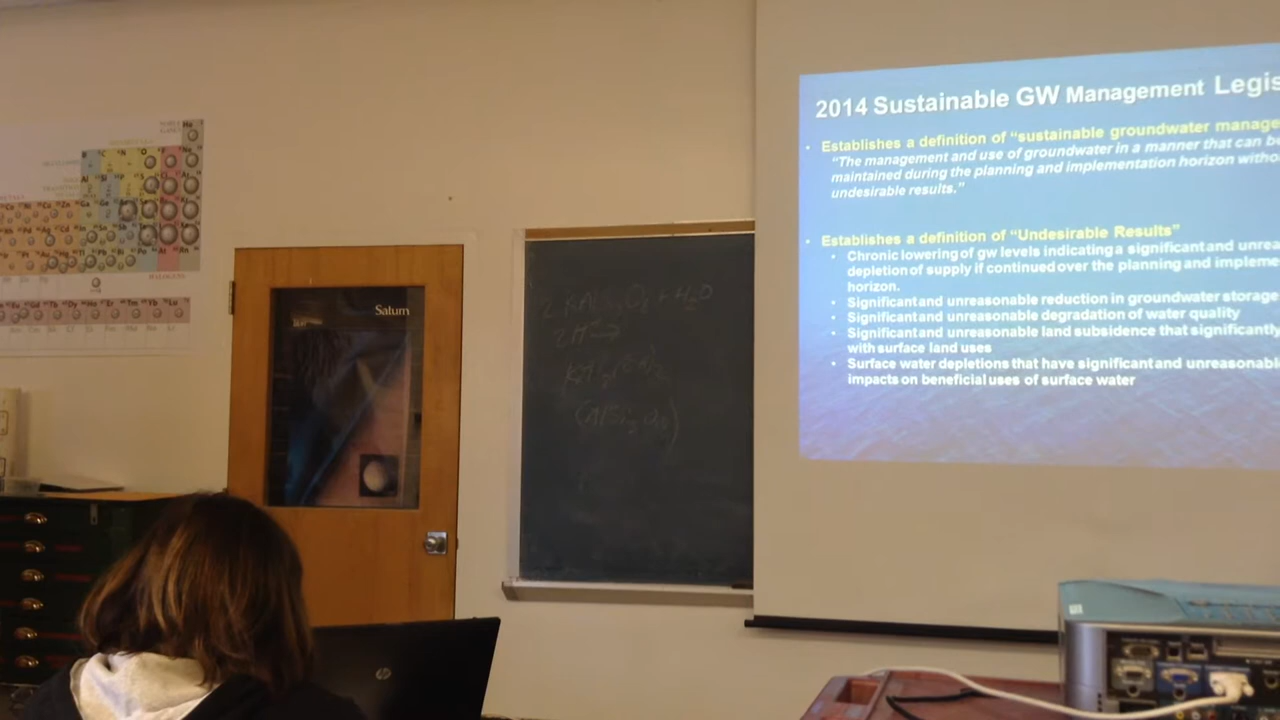 2014 Sustainable GW Management Legis
Establishes a definition of "sustainable groundwater manage
"The management and use of groundwater in a manner that can be
maintained during the planning and implementation horizon witho
undesirable results."
Establishes a definition of "Undesirable Results"
Chronic lowering of gw levels indicating a significant and unrea
depletion of supply if continued over the planning and impleme
horizon.
Significant and unreasonable reduction in groundwater storage
Significant and unreasonable degradation of water quality
Significant and unreasonable land subsidence that significantly
with surface land uses
Surface water depletions that have significant and unreasonable
impacts on beneficial uses of surface water
Saturn
hp
HALOGENS